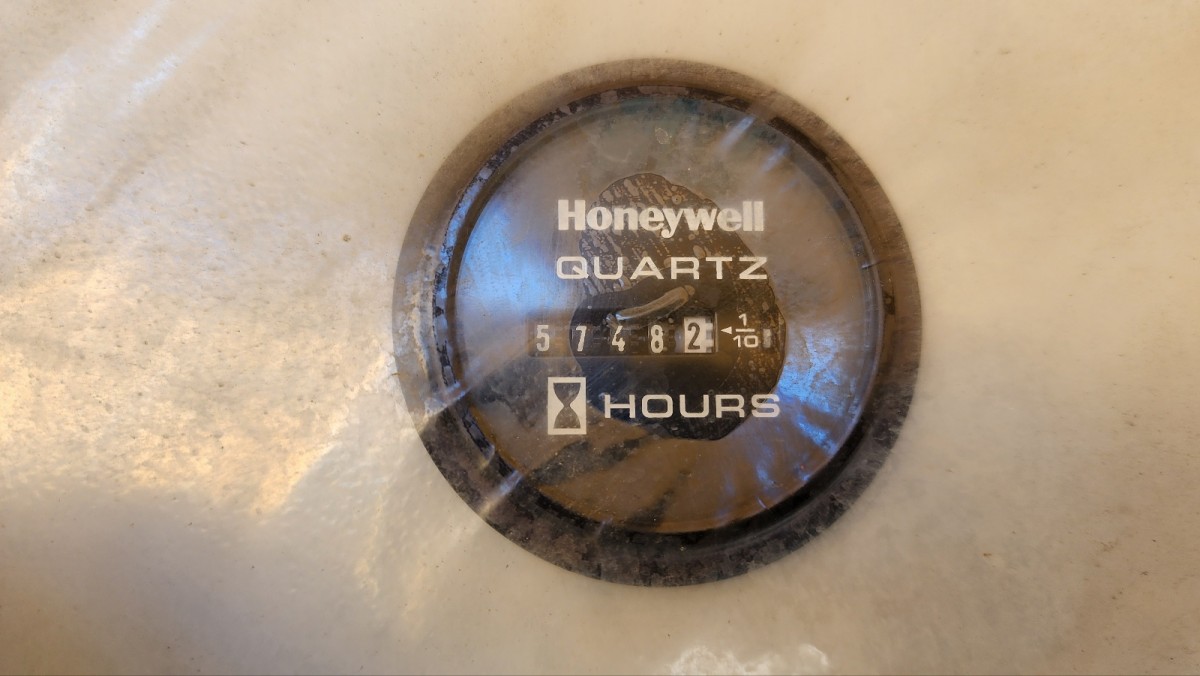 Honeywell
QUARTZ
5 7 4 8 2 ◄ 1/10
HOURS